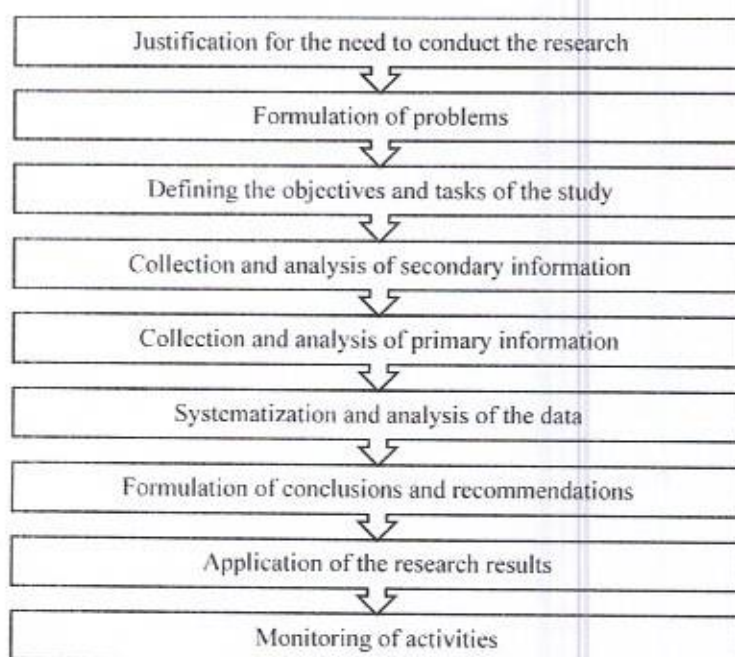 Justification for the need to conduct the research
Formulation of problems
Defining the objectives and tasks of the study
Collection and analysis of secondary information
Collection and analysis of primary information
Systematization and analysis of the data
Formulation of conclusions and recommendations
Application of the research results
Monitoring of activities